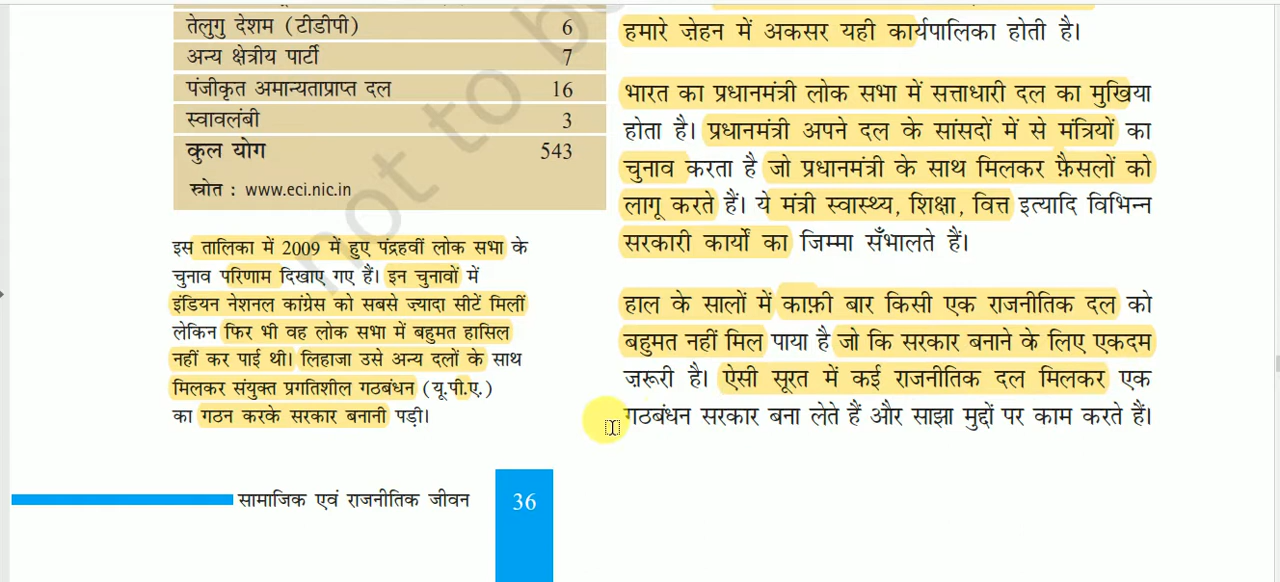 तेलुगु देशम (टीडीपी) 6
अन्य क्षेत्रीय पार्टी 7
पंजीकृत अमान्यताप्राप्त दल 16
स्वावलंबी 3
कुल योग 543
स्त्रोत : www.eci.nic.in
इस तालिका में 2009 में हुए पंद्रहवीं लोक सभा के
चुनाव परिणाम दिखाए गए हैं। इन चुनावों में
इंडियन नेशनल कांग्रेस को सबसे ज़्यादा सीटें मिलीं
लेकिन फिर भी वह लोक सभा में बहुमत हासिल
नहीं कर पाई थी। लिहाजा उसे अन्य दलों के साथ
मिलकर संयुक्त प्रगतिशील गठबंधन (यू.पी.ए.)
का गठन करके सरकार बनानी पड़ी।
हमारे ज़ेहन में अकसर यही कार्यपालिका होती है।
भारत का प्रधानमंत्री लोक सभा में सत्ताधारी दल का मुखिया
होता है। प्रधानमंत्री अपने दल के सांसदों में से मंत्रियों का
चुनाव करता है जो प्रधानमंत्री के साथ मिलकर फ़ैसलों को
लागू करते हैं। ये मंत्री स्वास्थ्य, शिक्षा, वित्त इत्यादि विभिन्न
सरकारी कार्यों का जिम्मा सँभालते हैं।
हाल के सालों में काफ़ी बार किसी एक राजनीतिक दल को
बहुमत नहीं मिल पाया है जो कि सरकार बनाने के लिए एकदम
ज़रूरी है। ऐसी सूरत में कई राजनीतिक दल मिलकर एक
गठबंधन सरकार बना लेते हैं और साझा मुद्दों पर काम करते हैं।
सामाजिक एवं राजनीतिक जीवन 36
not to b